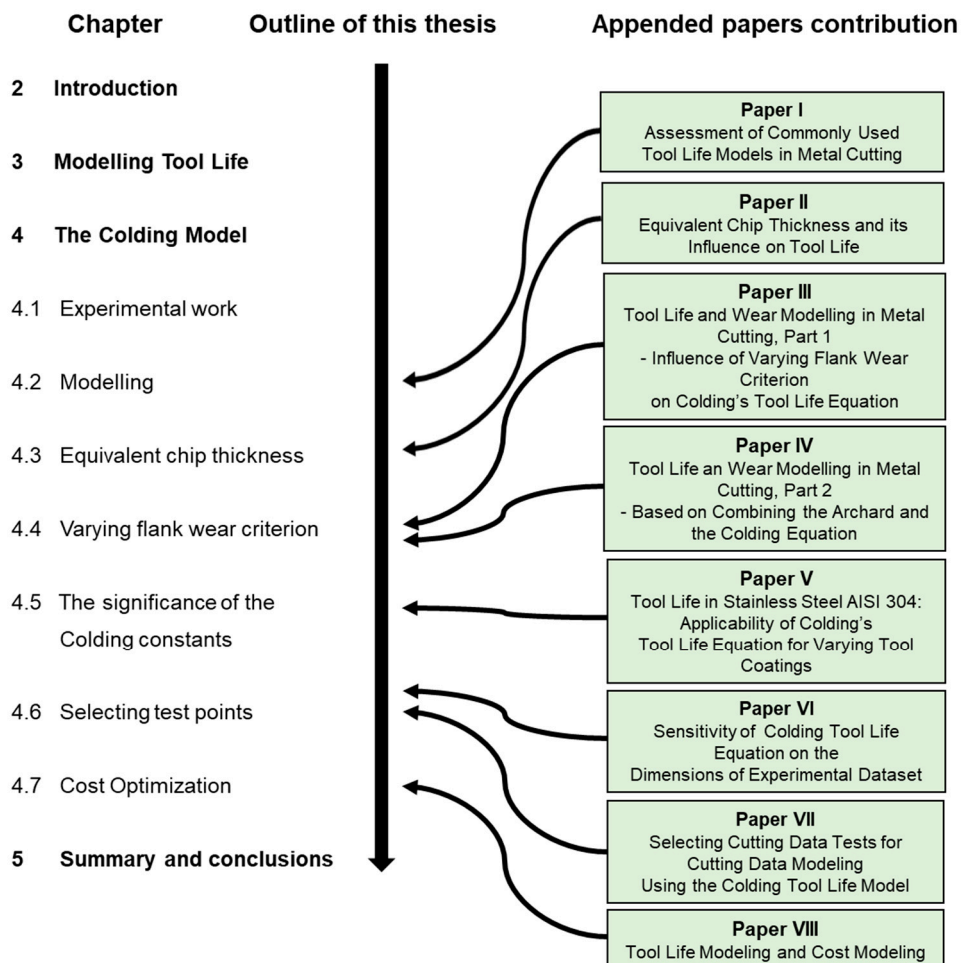 Chapter
Outline of this thesis
Appended papers contribution
2 Introduction
3 Modelling Tool Life
4 The Colding Model
4.1 Experimental work
4.2 Modelling
4.3 Equivalent chip thickness
4.4 Varying flank wear criterion
4.5 The significance of the
Colding constants
4.6 Selecting test points
4.7 Cost Optimization
5 Summary and conclusions
Paper I
Assessment of Commonly Used
Tool Life Models in Metal Cutting
Paper II
Equivalent Chip Thickness and its
Influence on Tool Life
Paper III
Tool Life and Wear Modelling in Metal
Cutting, Part 1
- Influence of Varying Flank Wear
Criterion
on Colding's Tool Life Equation
Paper IV
Tool Life an Wear Modelling in Metal
Cutting, Part 2
- Based on Combining the Archard and
the Colding Equation
Paper V
Tool Life in Stainless Steel AISI 304:
Applicability of Colding's
Tool Life Equation for Varying Tool
Coatings
Paper VI
Sensitivity of Colding Tool Life
Equation on the
Dimensions of Experimental Dataset
Paper VII
Selecting Cutting Data Tests for
Cutting Data Modeling
Using the Colding Tool Life Model
Paper VIII
Tool Life Modeling and Cost Modeling